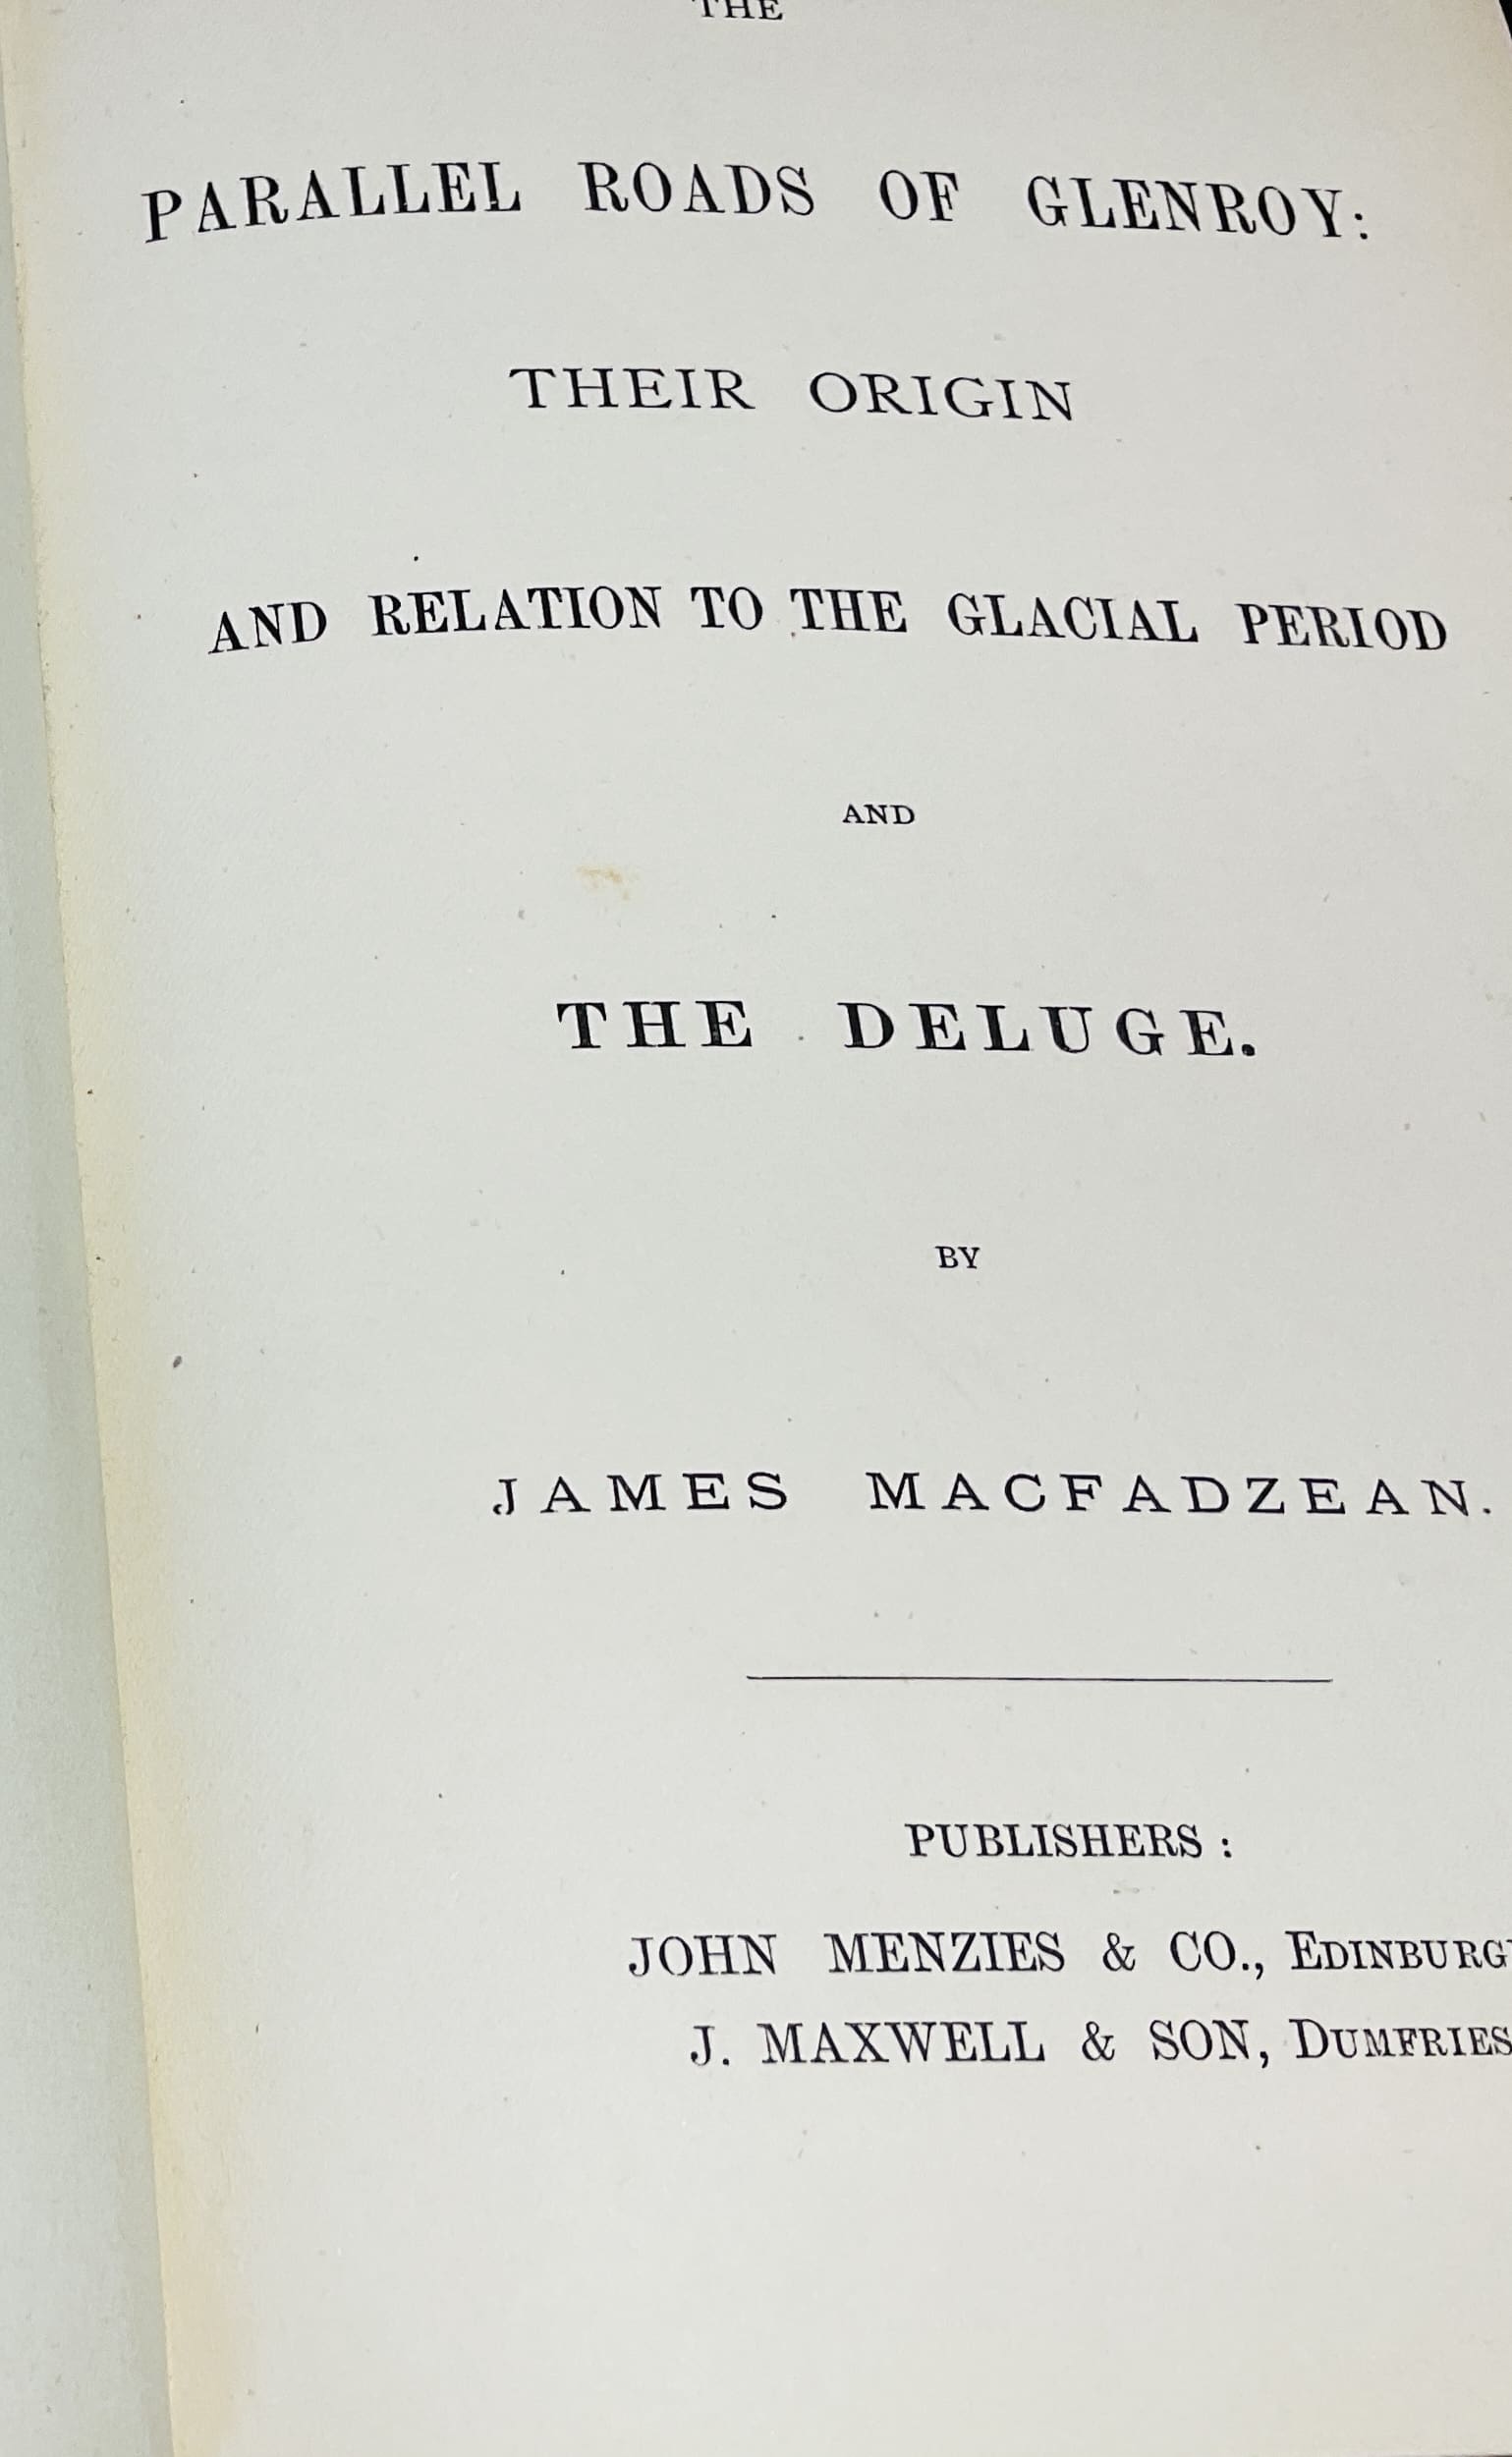 THE
PARALLEL ROADS OF GLENROY:
THEIR ORIGIN
AND RELATION TO THE GLACIAL PERIOD
AND
THE DELUGE.
BY
JAMES MACFADZEAN.
PUBLISHERS:
JOHN MENZIES & CO., EDINBURG
J. MAXWELL & SON, DUMFRIES